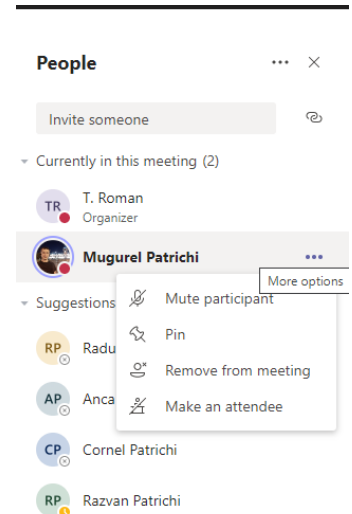 People
Invite someone
Currently in this meeting (2)
TR
T. Roman
Organizer
Mugurel Patrichi
More options
Mute participant
Pin
Remove from meeting
Make an attendee
Suggestions
RP
Radu
AP
Anca
CP
Cornel Patrichi
RP
Razvan Patrichi